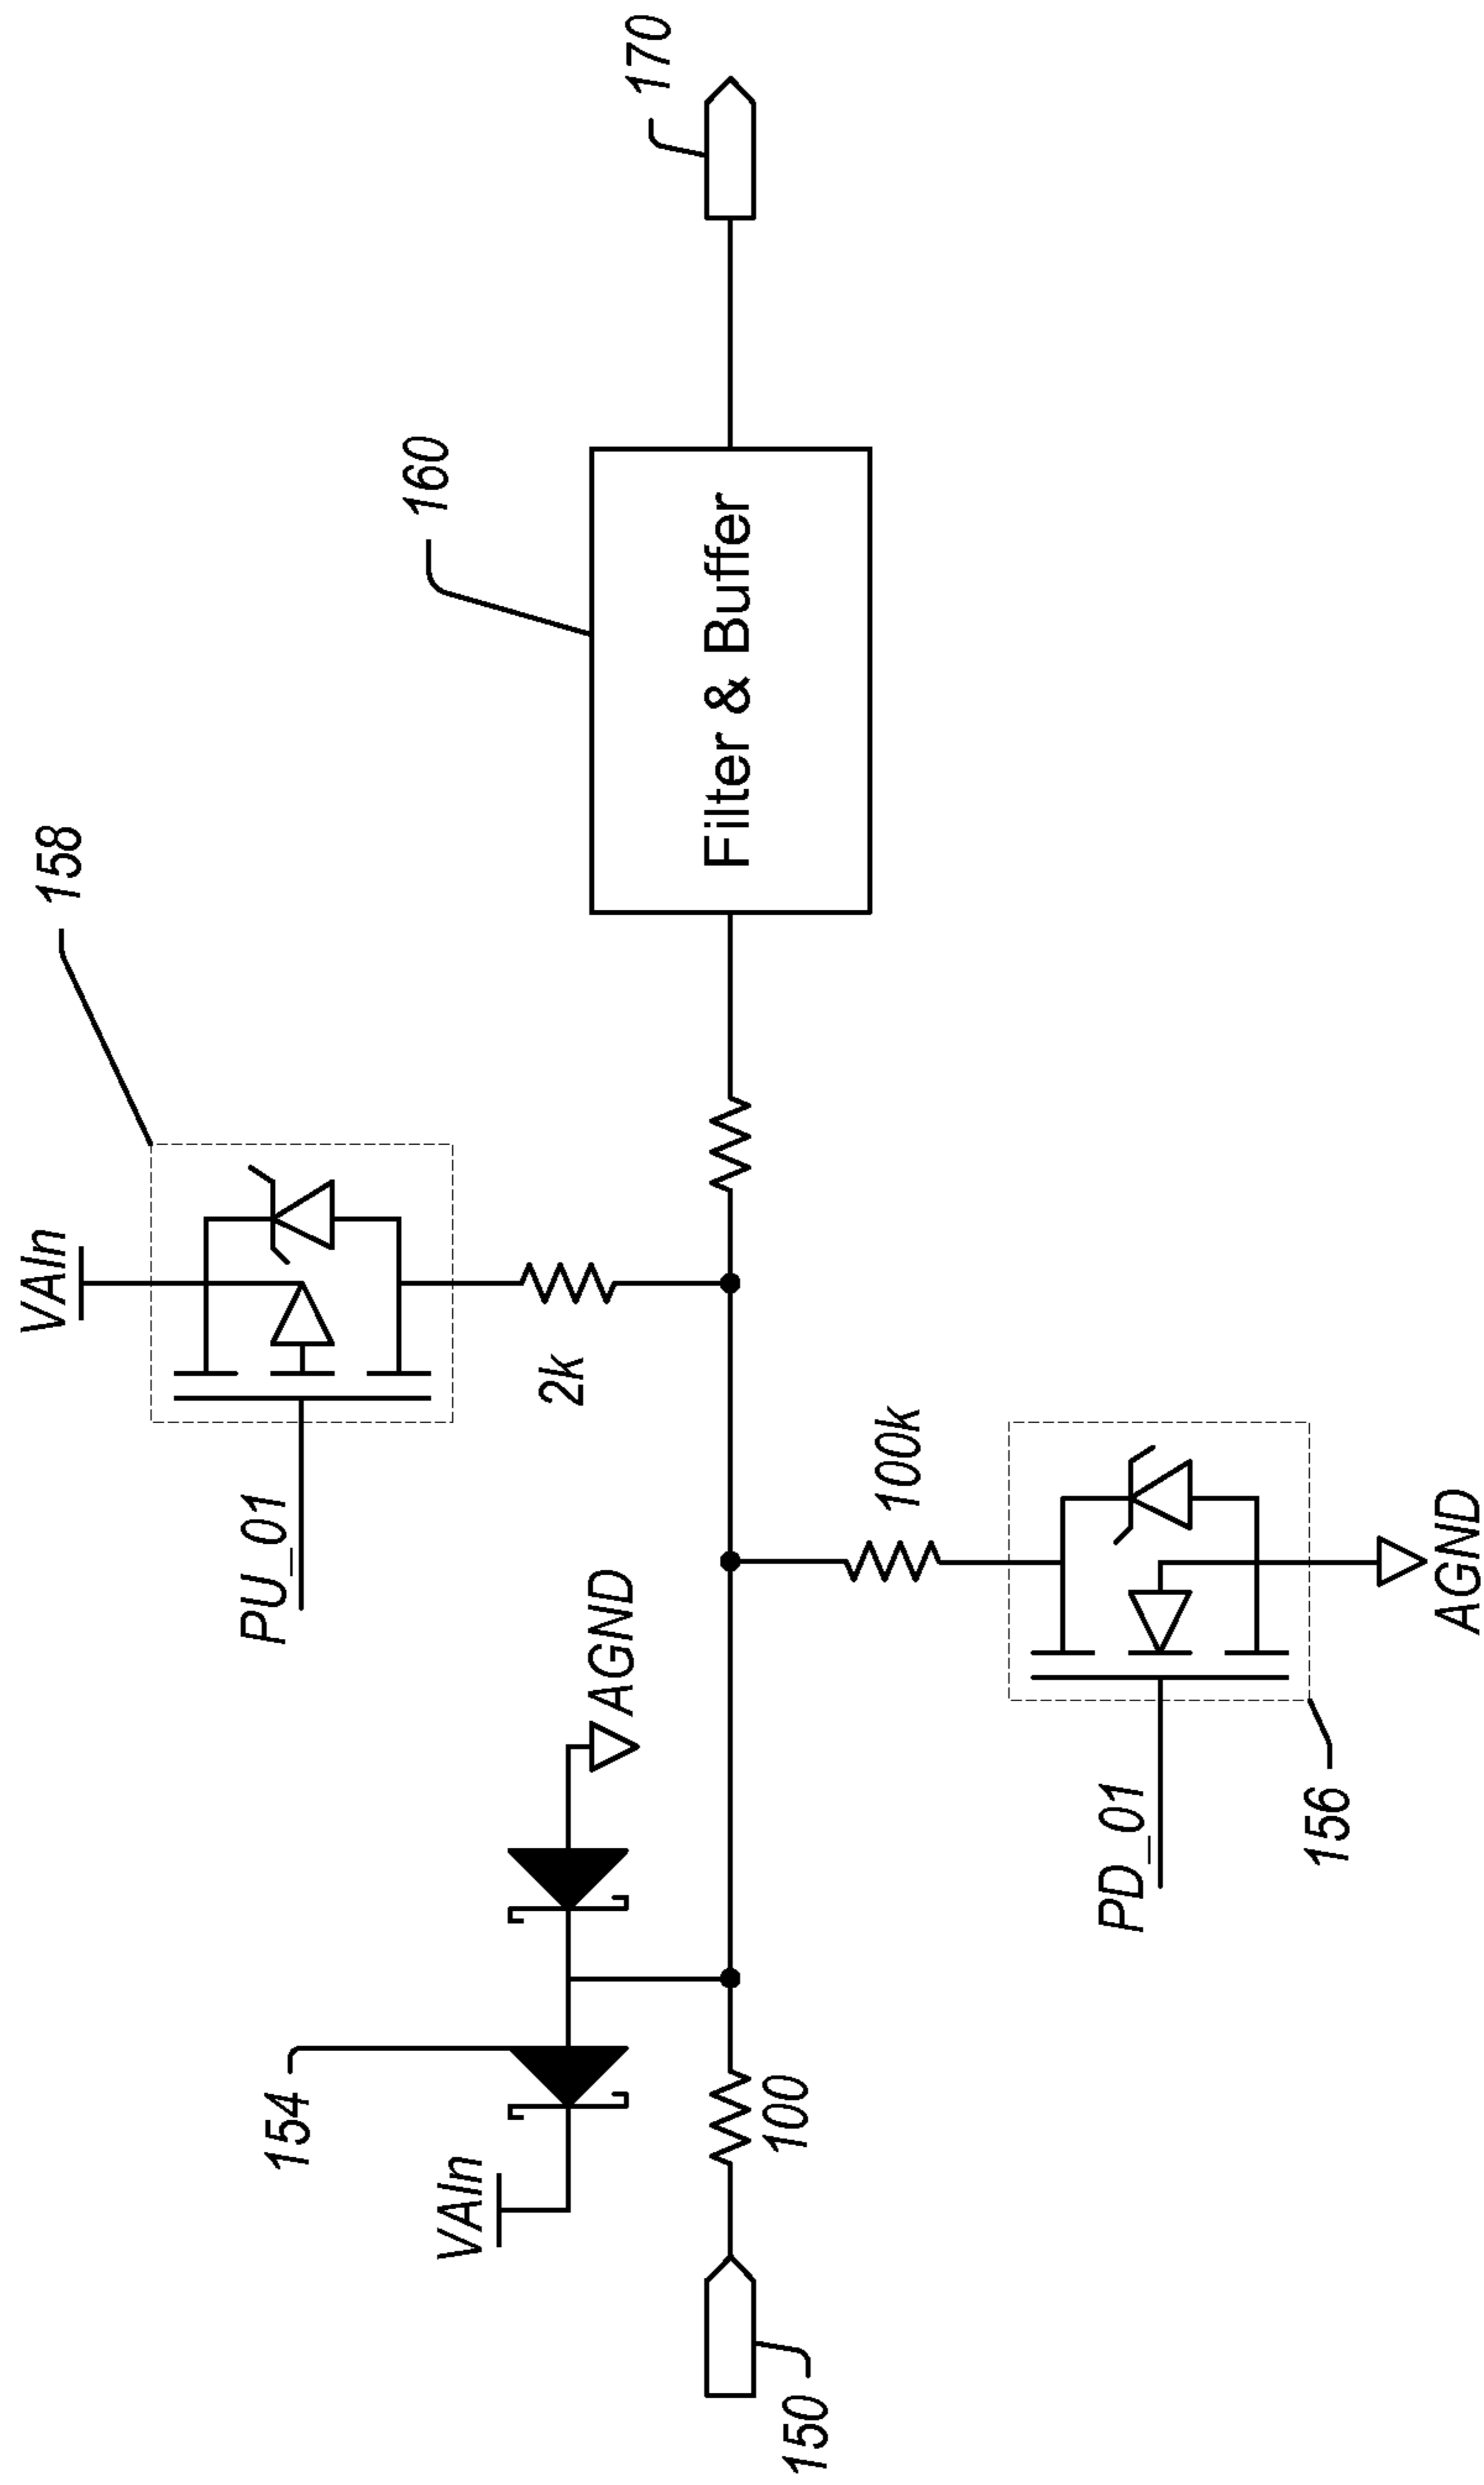 170
160
Filter & Buffer
158
VAIn
PU_01
2k
100k
AGND
AGND
PD_01
156
154
VAIn
100
150